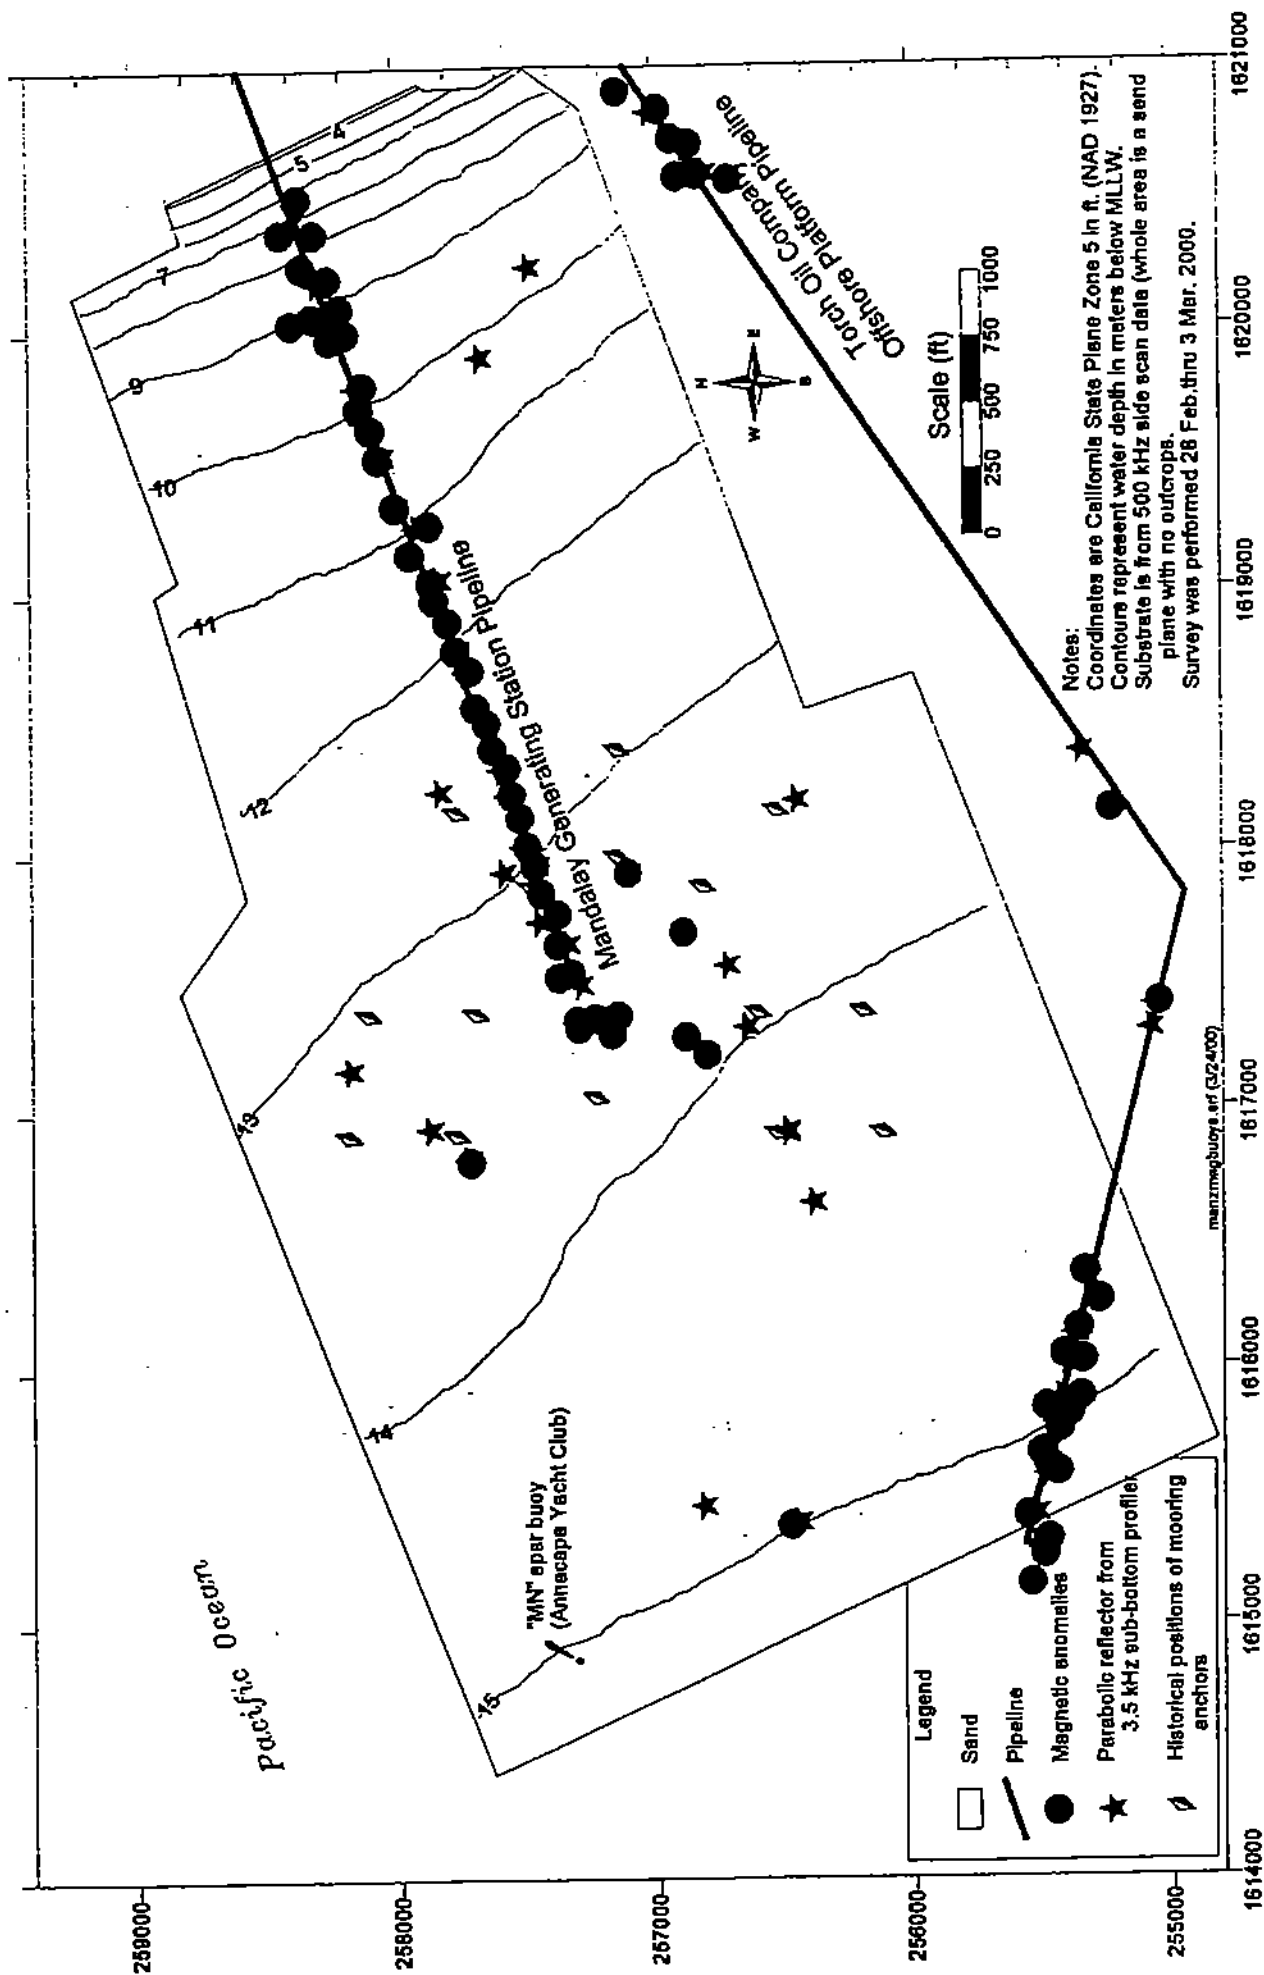 Pacific Ocean
4
5
7
9
10
11
12
13
14
15
Mandalay Generating Station Pipeline
Torch Oil Company
Offshore Platform Pipeline
"MN" spar buoy
(Annacapa Yacht Club)
N
W
E
S
Scale (ft)
0 250 500 750 1000
Notes:
Coordinates are California State Plane Zone 5 in ft. (NAD 1927).
Contours represent water depth in meters below MLLW.
Substrate is from 500 kHz side scan data (whole area is a sand
plane with no outcrops.
Survey was performed 28 Feb.thru 3 Mar. 2000.
Legend
Sand
Pipeline
Magnetic anomalies
Parabolic reflector from
3.5 kHz sub-bottom profiler
Historical positions of mooring
anchors
259000
258000
257000
256000
255000
1614000
1615000
1616000
1617000
1618000
1619000
1620000
1621000